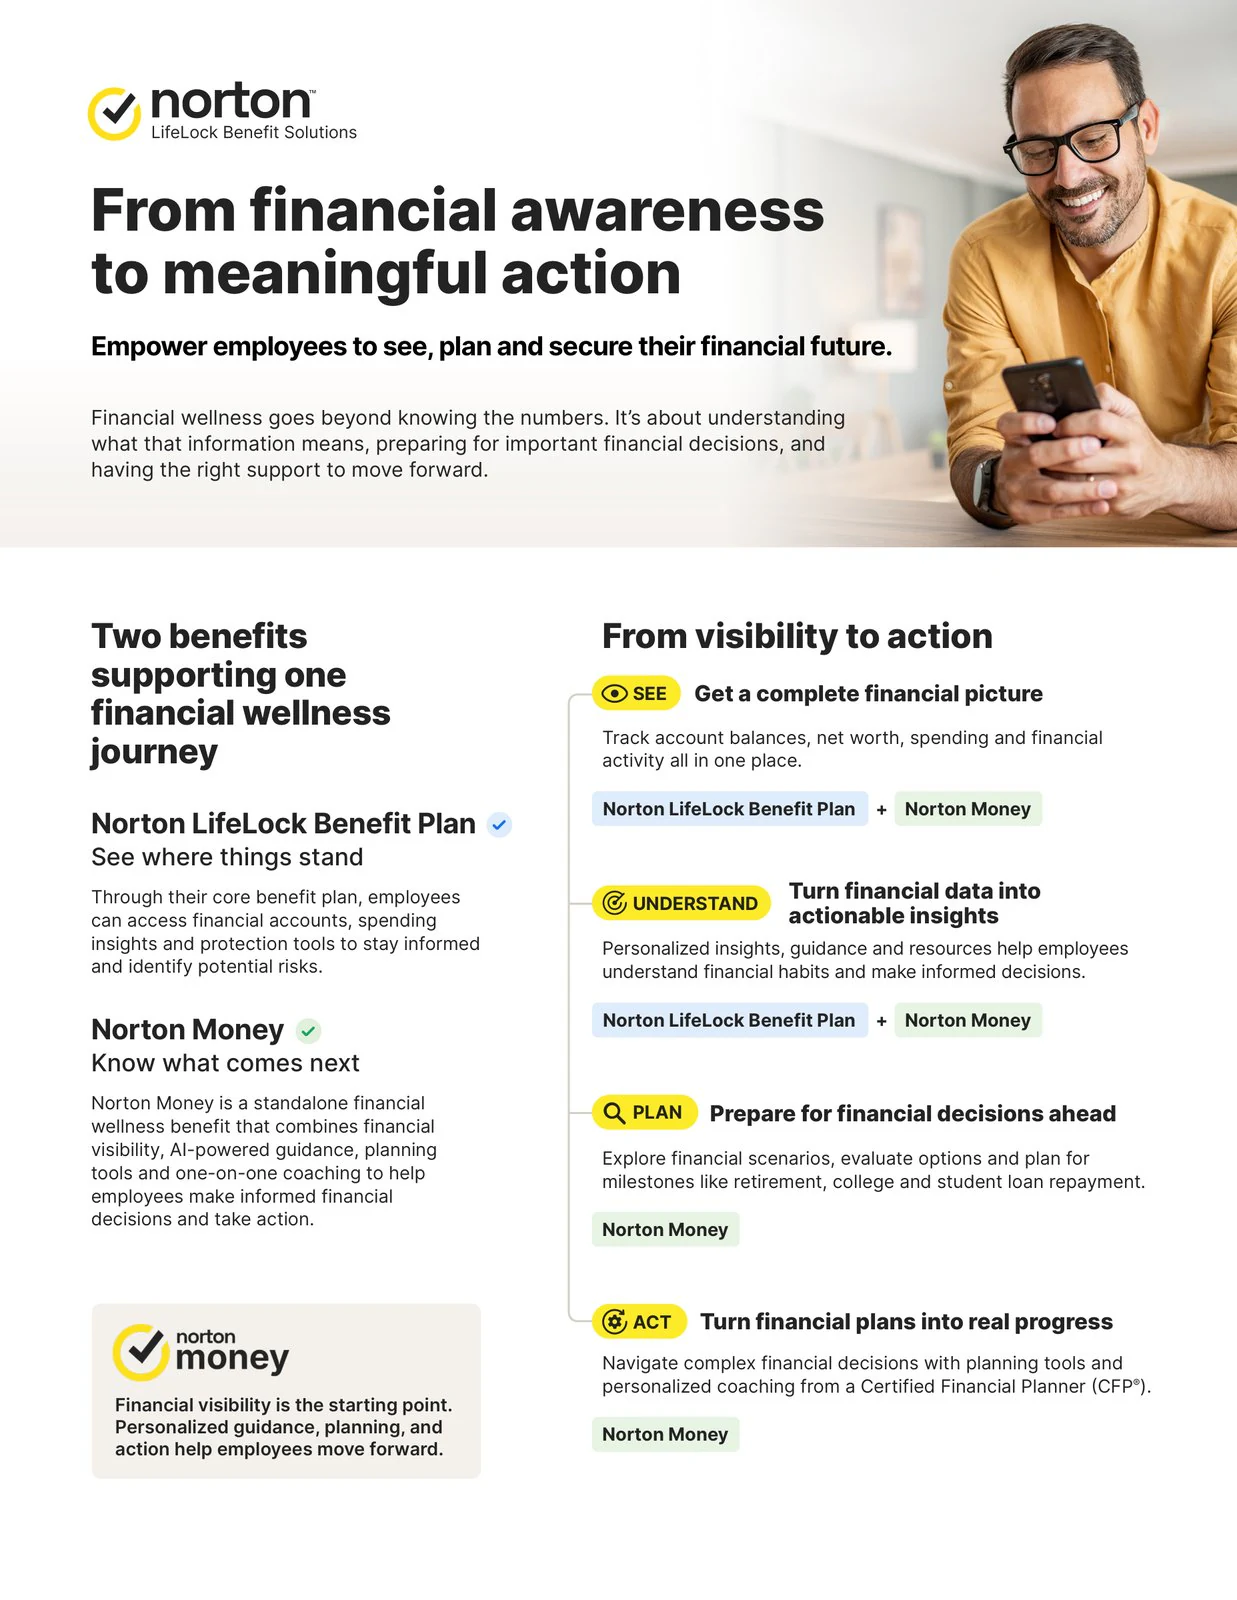 norton™
LifeLock Benefit Solutions
From financial awareness
to meaningful action
Empower employees to see, plan and secure their financial future.
Financial wellness goes beyond knowing the numbers. It’s about understanding
what that information means, preparing for important financial decisions, and
having the right support to move forward.
Two benefits
supporting one
financial wellness
journey
Norton LifeLock Benefit Plan
See where things stand
Through their core benefit plan, employees
can access financial accounts, spending
insights and protection tools to stay informed
and identify potential risks.
Norton Money
Know what comes next
Norton Money is a standalone financial
wellness benefit that combines financial
visibility, AI-powered guidance, planning
tools and one-on-one coaching to help
employees make informed financial
decisions and take action.
norton
money
Financial visibility is the starting point.
Personalized guidance, planning, and
action help employees move forward.
From visibility to action
SEE Get a complete financial picture
Track account balances, net worth, spending and financial
activity all in one place.
Norton LifeLock Benefit Plan + Norton Money
UNDERSTAND Turn financial data into
actionable insights
Personalized insights, guidance and resources help employees
understand financial habits and make informed decisions.
Norton LifeLock Benefit Plan + Norton Money
PLAN Prepare for financial decisions ahead
Explore financial scenarios, evaluate options and plan for
milestones like retirement, college and student loan repayment.
Norton Money
ACT Turn financial plans into real progress
Navigate complex financial decisions with planning tools and
personalized coaching from a Certified Financial Planner (CFP®).
Norton Money